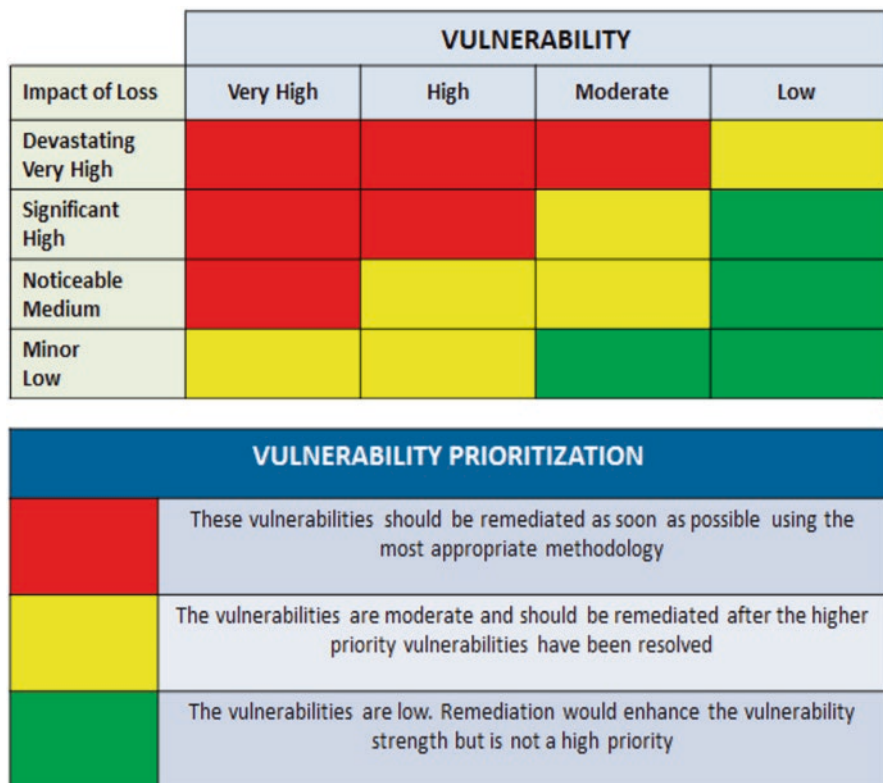 VULNERABILITY
Impact of Loss Very High High Moderate Low
Devastating
Very High
Significant
High
Noticeable
Medium
Minor
Low
VULNERABILITY PRIORITIZATION
These vulnerabilities should be remediated as soon as possible using the
most appropriate methodology
The vulnerabilities are moderate and should be remediated after the higher
priority vulnerabilities have been resolved
The vulnerabilities are low. Remediation would enhance the vulnerability
strength but is not a high priority